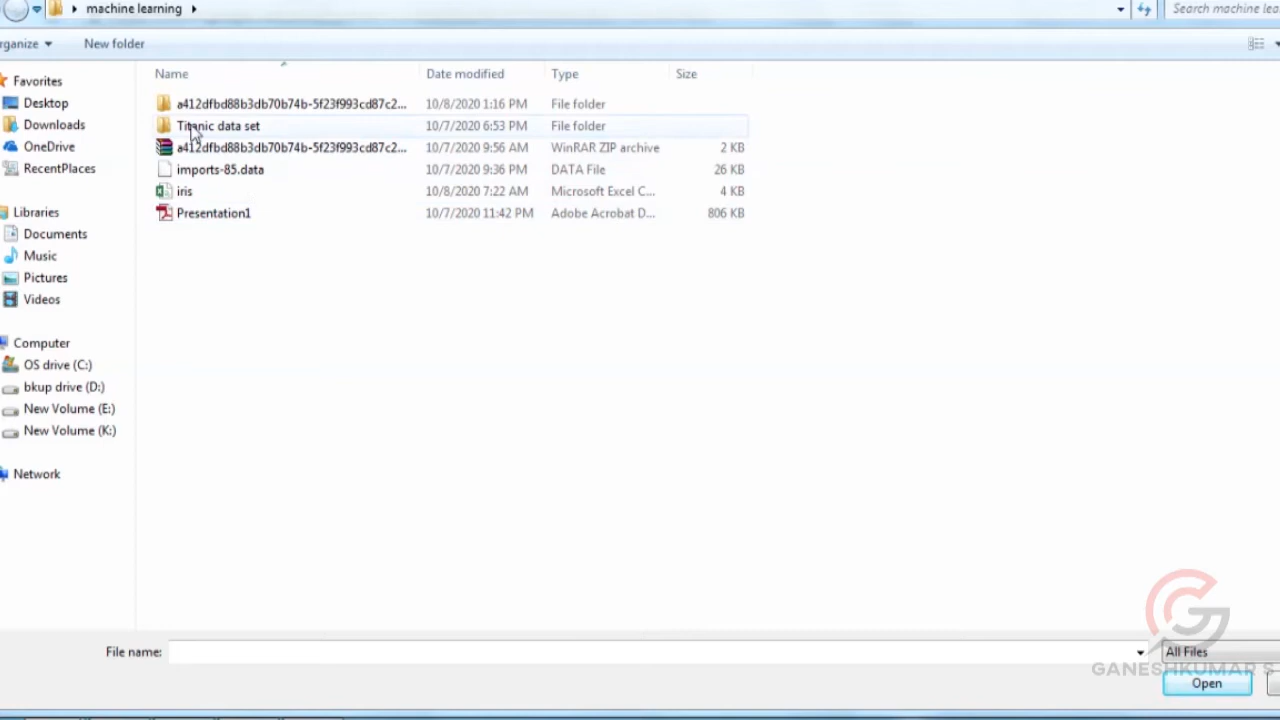 machine learning
Search machine lea
rganize New folder
Name Date modified Type Size
a412dfbd88b3db70b74b-5f23f993cd87c2... 10/8/2020 1:16 PM File folder
Titanic data set 10/7/2020 6:53 PM File folder
a412dfbd88b3db70b74b-5f23f993cd87c2... 10/7/2020 9:56 AM WinRAR ZIP archive 2 KB
imports-85.data 10/7/2020 9:36 PM DATA File 26 KB
iris 10/8/2020 7:22 AM Microsoft Excel C... 4 KB
Presentation1 10/7/2020 11:42 PM Adobe Acrobat D... 806 KB
Favorites
Desktop
Downloads
OneDrive
RecentPlaces
Libraries
Documents
Music
Pictures
Videos
Computer
OS drive (C:)
bkup drive (D:)
New Volume (E:)
New Volume (K:)
Network
File name:
All Files
GANESHKUMAR S
Open